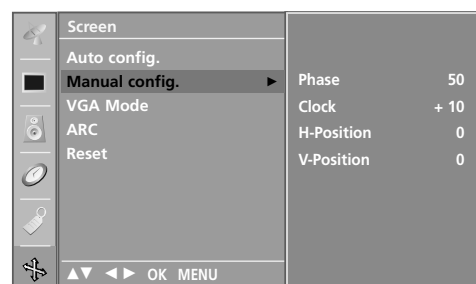 Screen
Auto config.
Manual config. ►
VGA Mode
ARC
Reset
▲▼ ◄► OK MENU
Phase 50
Clock + 10
H-Position 0
V-Position 0